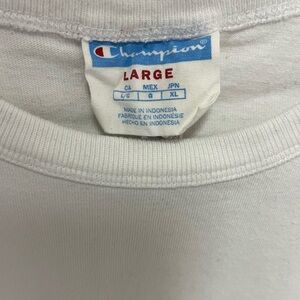 Champion
LARGE
CA MEX JPN
L/G G XL
MADE IN INDONESIA
FABRIQUÉ EN INDONÉSIE
HECHO EN INDONESIA